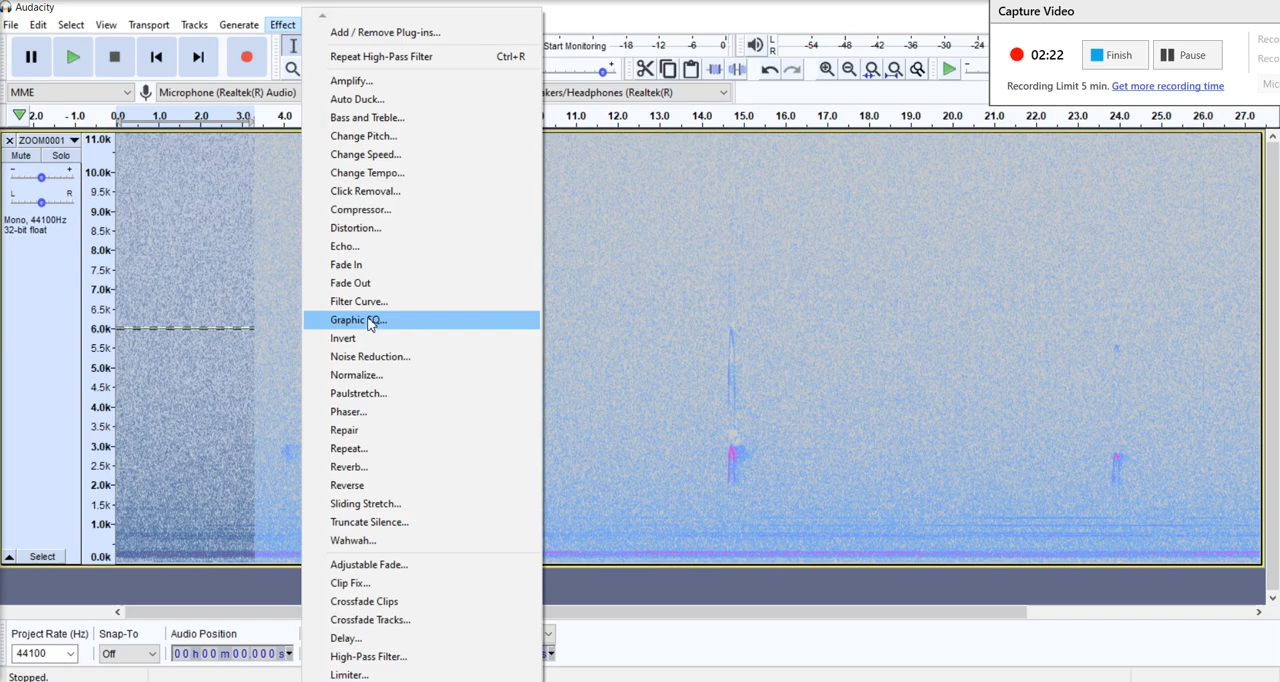 Audacity
File Edit Select View Transport Tracks Generate Effect
Capture Video
02:22 Finish Pause
Recording Limit 5 min. Get more recording time
Reco
Reco
Mic
Start Monitoring -18 -12 -6 0 L R -54 -48 -42 -36 -30 -24
MME Microphone (Realtek(R) Audio) kers/Headphones (Realtek(R)
2.0 -1.0 0.0 1.0 2.0 3.0 4.0 11.0 12.0 13.0 14.0 15.0 16.0 17.0 18.0 19.0 20.0 21.0 22.0 23.0 24.0 25.0 26.0 27.0
ZOOM0001
Mute Solo
- +
L R
Mono, 44100Hz
32-bit float
Select
11.0k
10.0k
9.5k
9.0k
8.5k
8.0k
7.5k
7.0k
6.5k
6.0k
5.5k
5.0k
4.5k
4.0k
3.5k
3.0k
2.5k
2.0k
1.5k
1.0k
0.0k
Add / Remove Plug-ins...
Repeat High-Pass Filter Ctrl+R
Amplify...
Auto Duck...
Bass and Treble...
Change Pitch...
Change Speed...
Change Tempo...
Click Removal...
Compressor...
Distortion...
Echo...
Fade In
Fade Out
Filter Curve...
Graphic EQ...
Invert
Noise Reduction...
Normalize...
Paulstretch...
Phaser...
Repair
Repeat...
Reverb...
Reverse
Sliding Stretch...
Truncate Silence...
Wahwah...
Adjustable Fade...
Clip Fix...
Crossfade Clips
Crossfade Tracks...
Delay...
High-Pass Filter...
Limiter...
Project Rate (Hz) Snap-To Audio Position
44100 Off 00 h 00 m 00.000 s
s
Stopped.